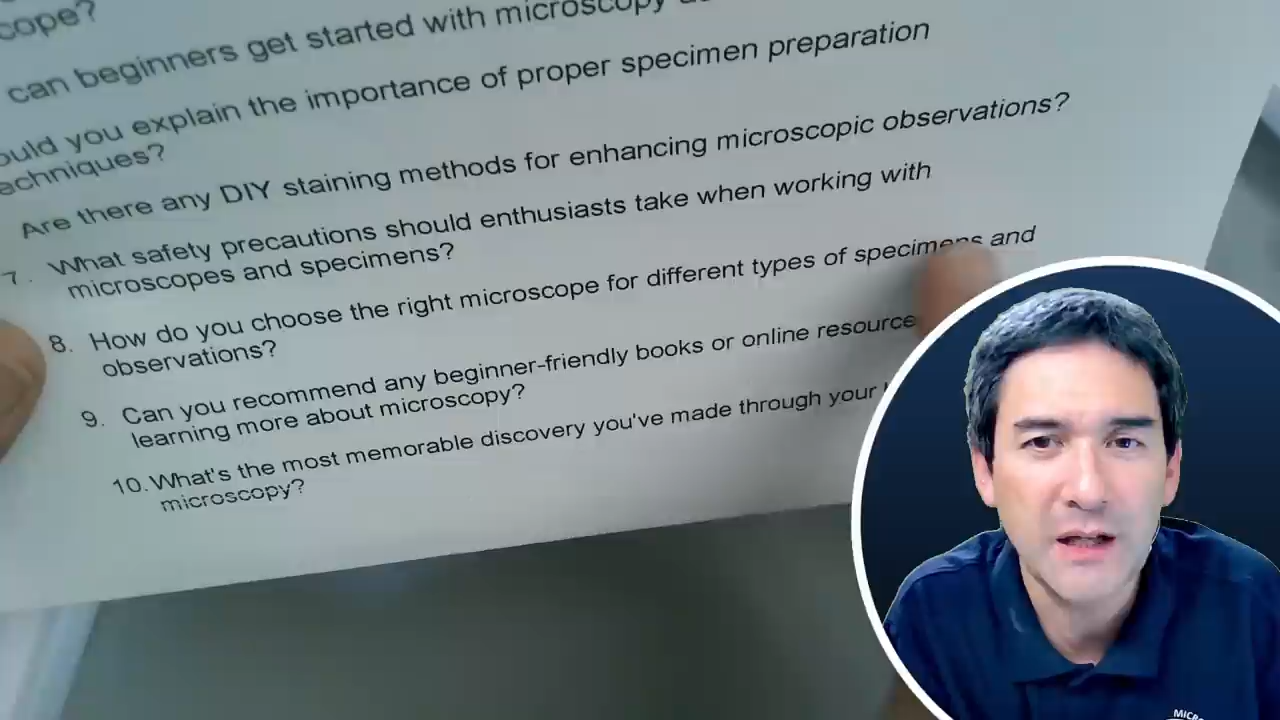 cope?
can beginners get started with microscopy
ould you explain the importance of proper specimen preparation
echniques?
Are there any DIY staining methods for enhancing microscopic observations?
7. What safety precautions should enthusiasts take when working with
microscopes and specimens?
8. How do you choose the right microscope for different types of specimens and
observations?
9. Can you recommend any beginner-friendly books or online resource
learning more about microscopy?
10. What's the most memorable discovery you've made through your
microscopy?
MICRO